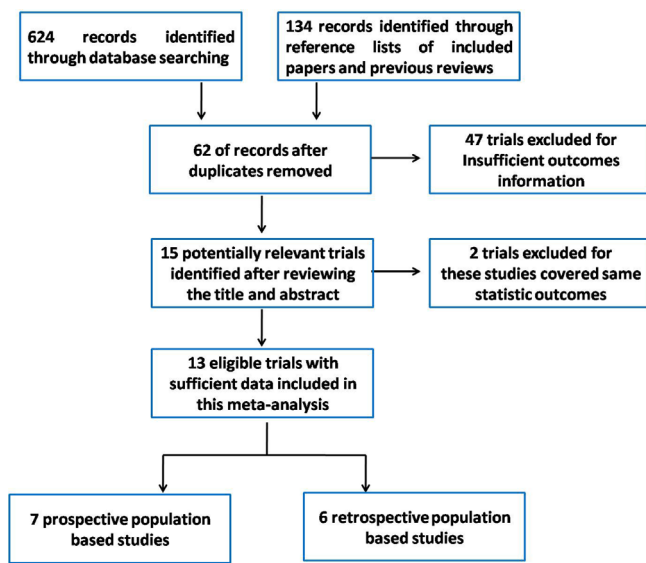 624 records identified
through database searching
134 records identified through
reference lists of included
papers and previous reviews
62 of records after
duplicates removed
47 trials excluded for
Insufficient outcomes
information
15 potentially relevant trials
identified after reviewing
the title and abstract
2 trials excluded for
these studies covered same
statistic outcomes
13 eligible trials with
sufficient data included in
this meta-analysis
7 prospective population
based studies
6 retrospective population
based studies